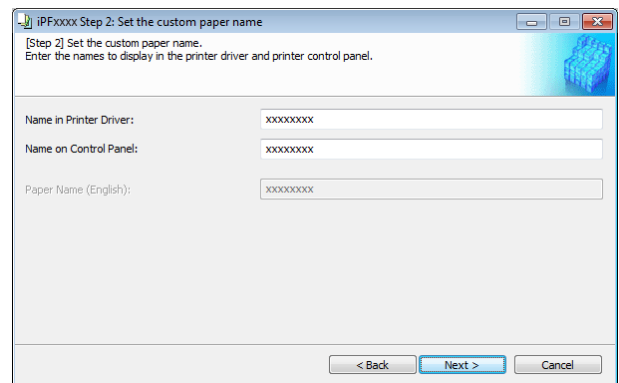 iPFxxxx Step 2: Set the custom paper name
[Step 2] Set the custom paper name.
Enter the names to display in the printer driver and printer control panel.
Name in Printer Driver: xxxxxxxx
Name on Control Panel: xxxxxxxx
Paper Name (English): xxxxxxxx
< Back Next > Cancel